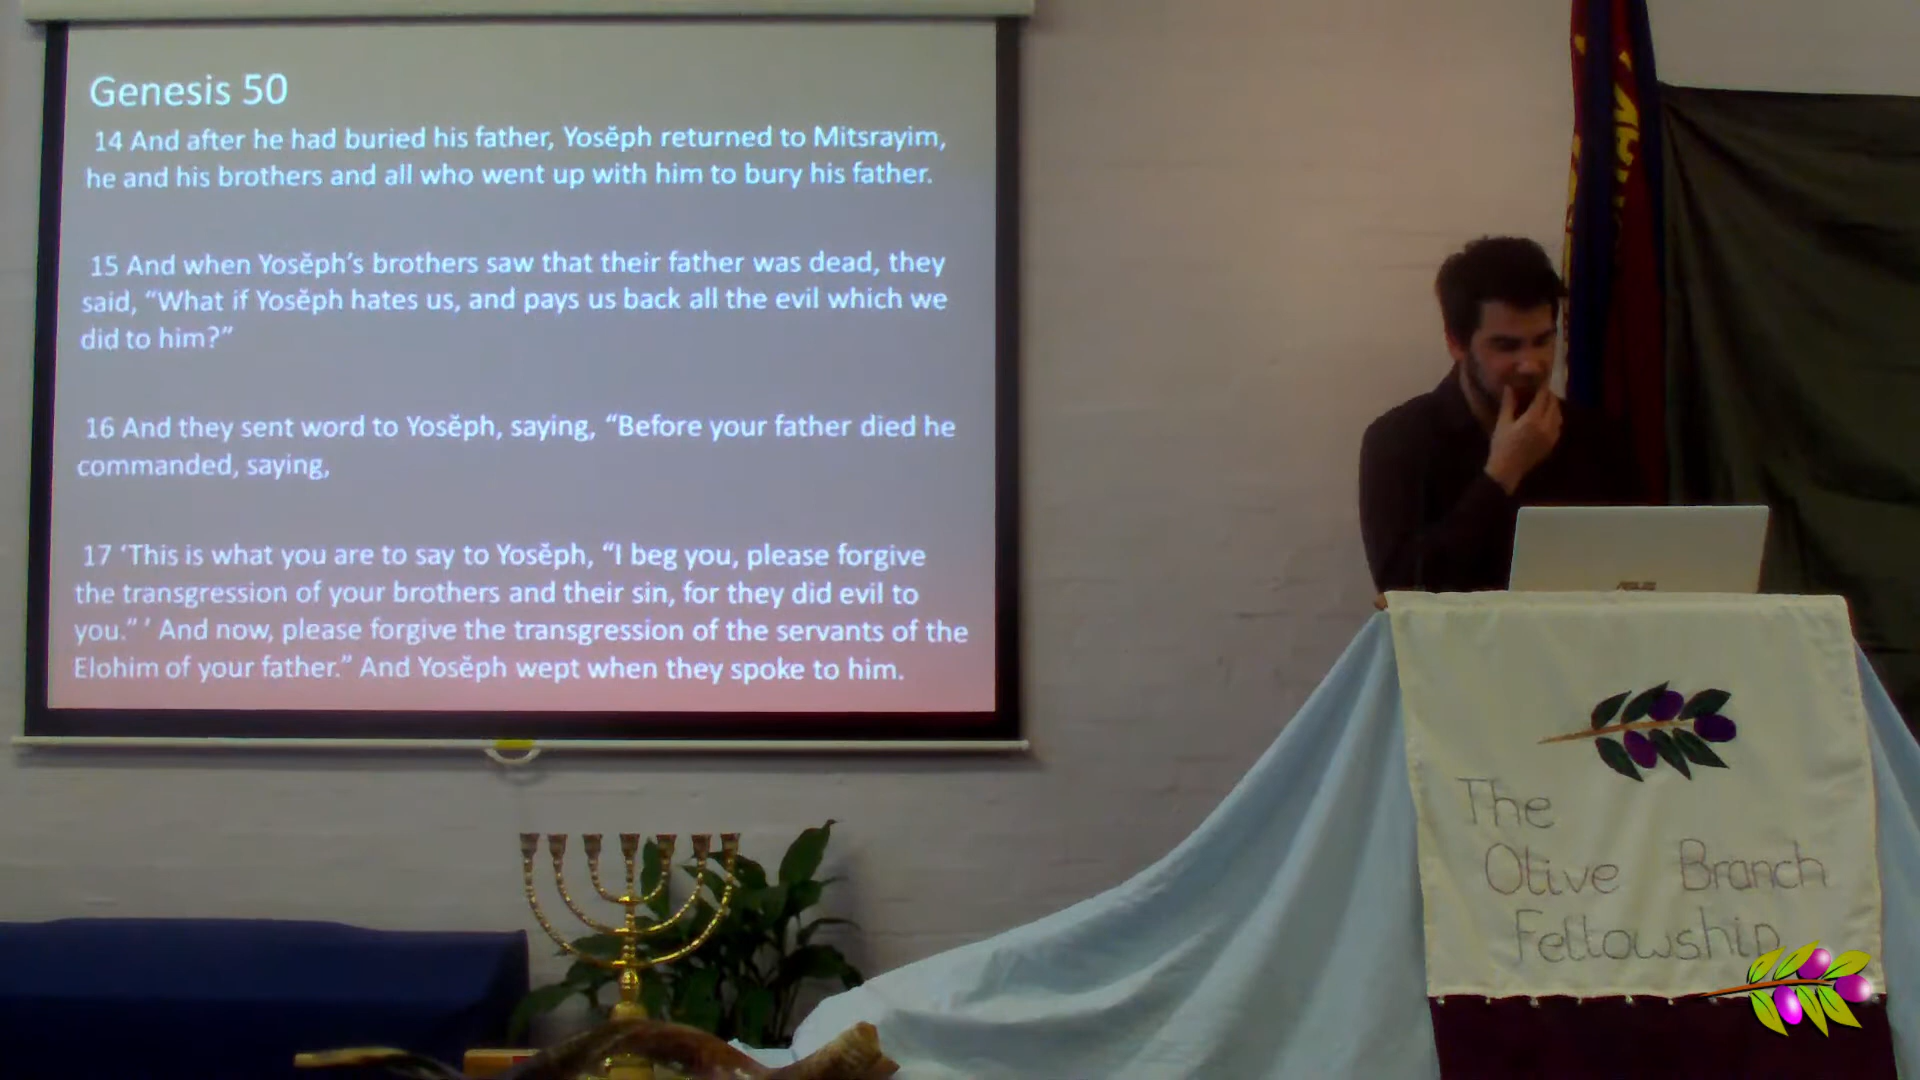 Genesis 50
14 And after he had buried his father, Yosĕph returned to Mitsrayim,
he and his brothers and all who went up with him to bury his father.
15 And when Yosĕph’s brothers saw that their father was dead, they
said, “What if Yosĕph hates us, and pays us back all the evil which we
did to him?”
16 And they sent word to Yosĕph, saying, “Before your father died he
commanded, saying,
17 ‘This is what you are to say to Yosĕph, “I beg you, please forgive
the transgression of your brothers and their sin, for they did evil to
you.” ’ And now, please forgive the transgression of the servants of the
Elohim of your father.” And Yosĕph wept when they spoke to him.
The
Olive Branch
Fellowship